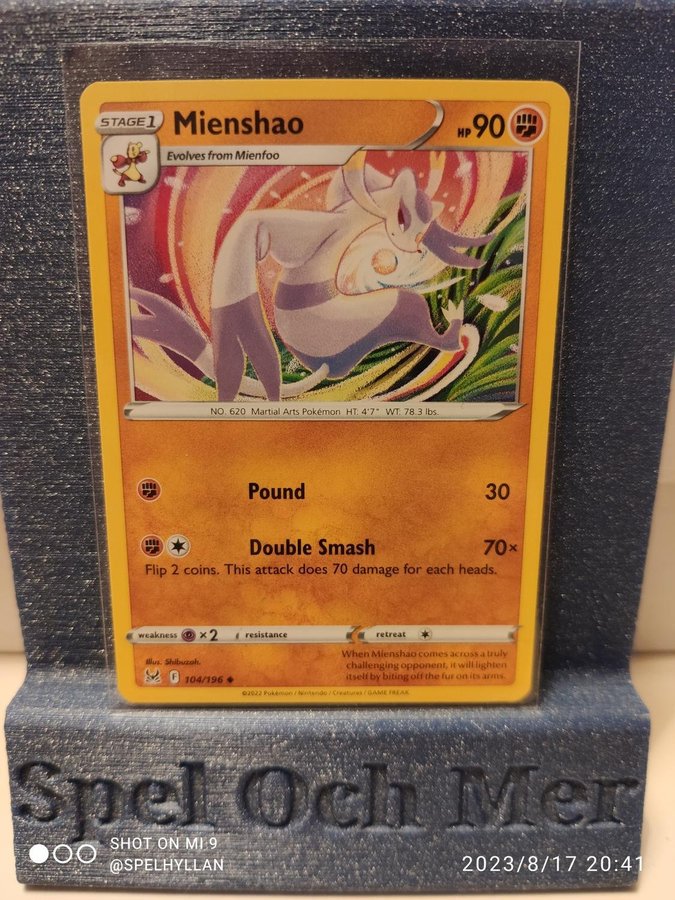 STAGE 1 Mienshao HP 90
Evolves from Mienfoo
NO. 620 Martial Arts Pokémon HT: 4'7" WT: 78.3 lbs.
Pound 30
Double Smash 70×
Flip 2 coins. This attack does 70 damage for each heads.
weakness ×2 resistance retreat
When Mienshao comes across a truly
challenging opponent, it will lighten
itself by biting off the fur on its arms.
Illus. Shibuzoh.
F 104/196
©2022 Pokémon / Nintendo / Creatures / GAME FREAK
Spel Och Mer
SHOT ON MI 9
@SPELHYLLAN
2023/8/17 20:41